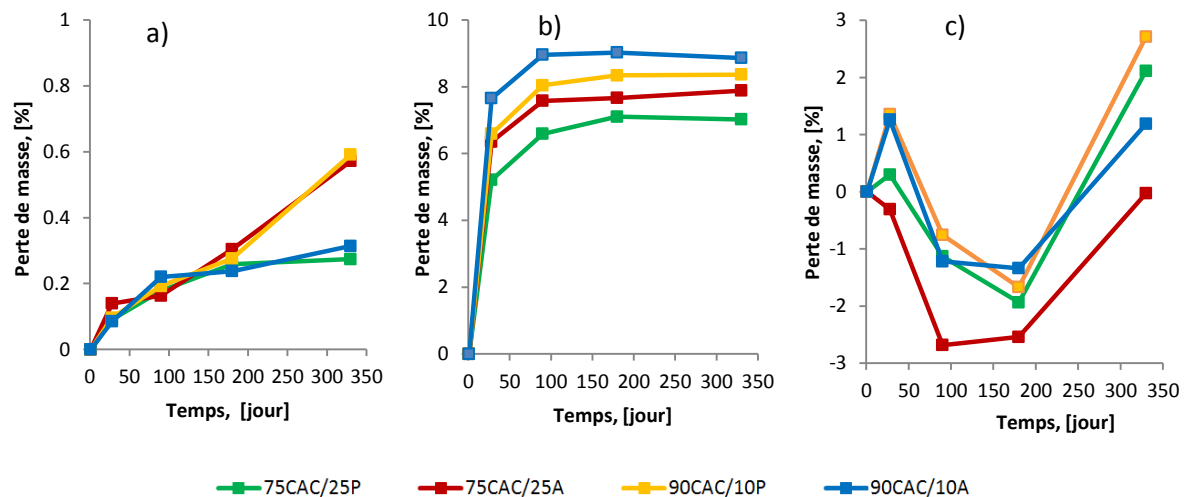 a)
Perte de masse, [%]
1
0.8
0.6
0.4
0.2
0
0 50 100 150 200 250 300 350
Temps, [jour]
b)
Perte de masse, [%]
10
8
6
4
2
0
0 50 100 150 200 250 300 350
Temps, [jour]
c)
Perte de masse, [%]
3
2
1
0
-1
-2
-3
0 50 100 150 200 250 300 350
Temps, [jour]
75CAC/25P 75CAC/25A 90CAC/10P 90CAC/10A